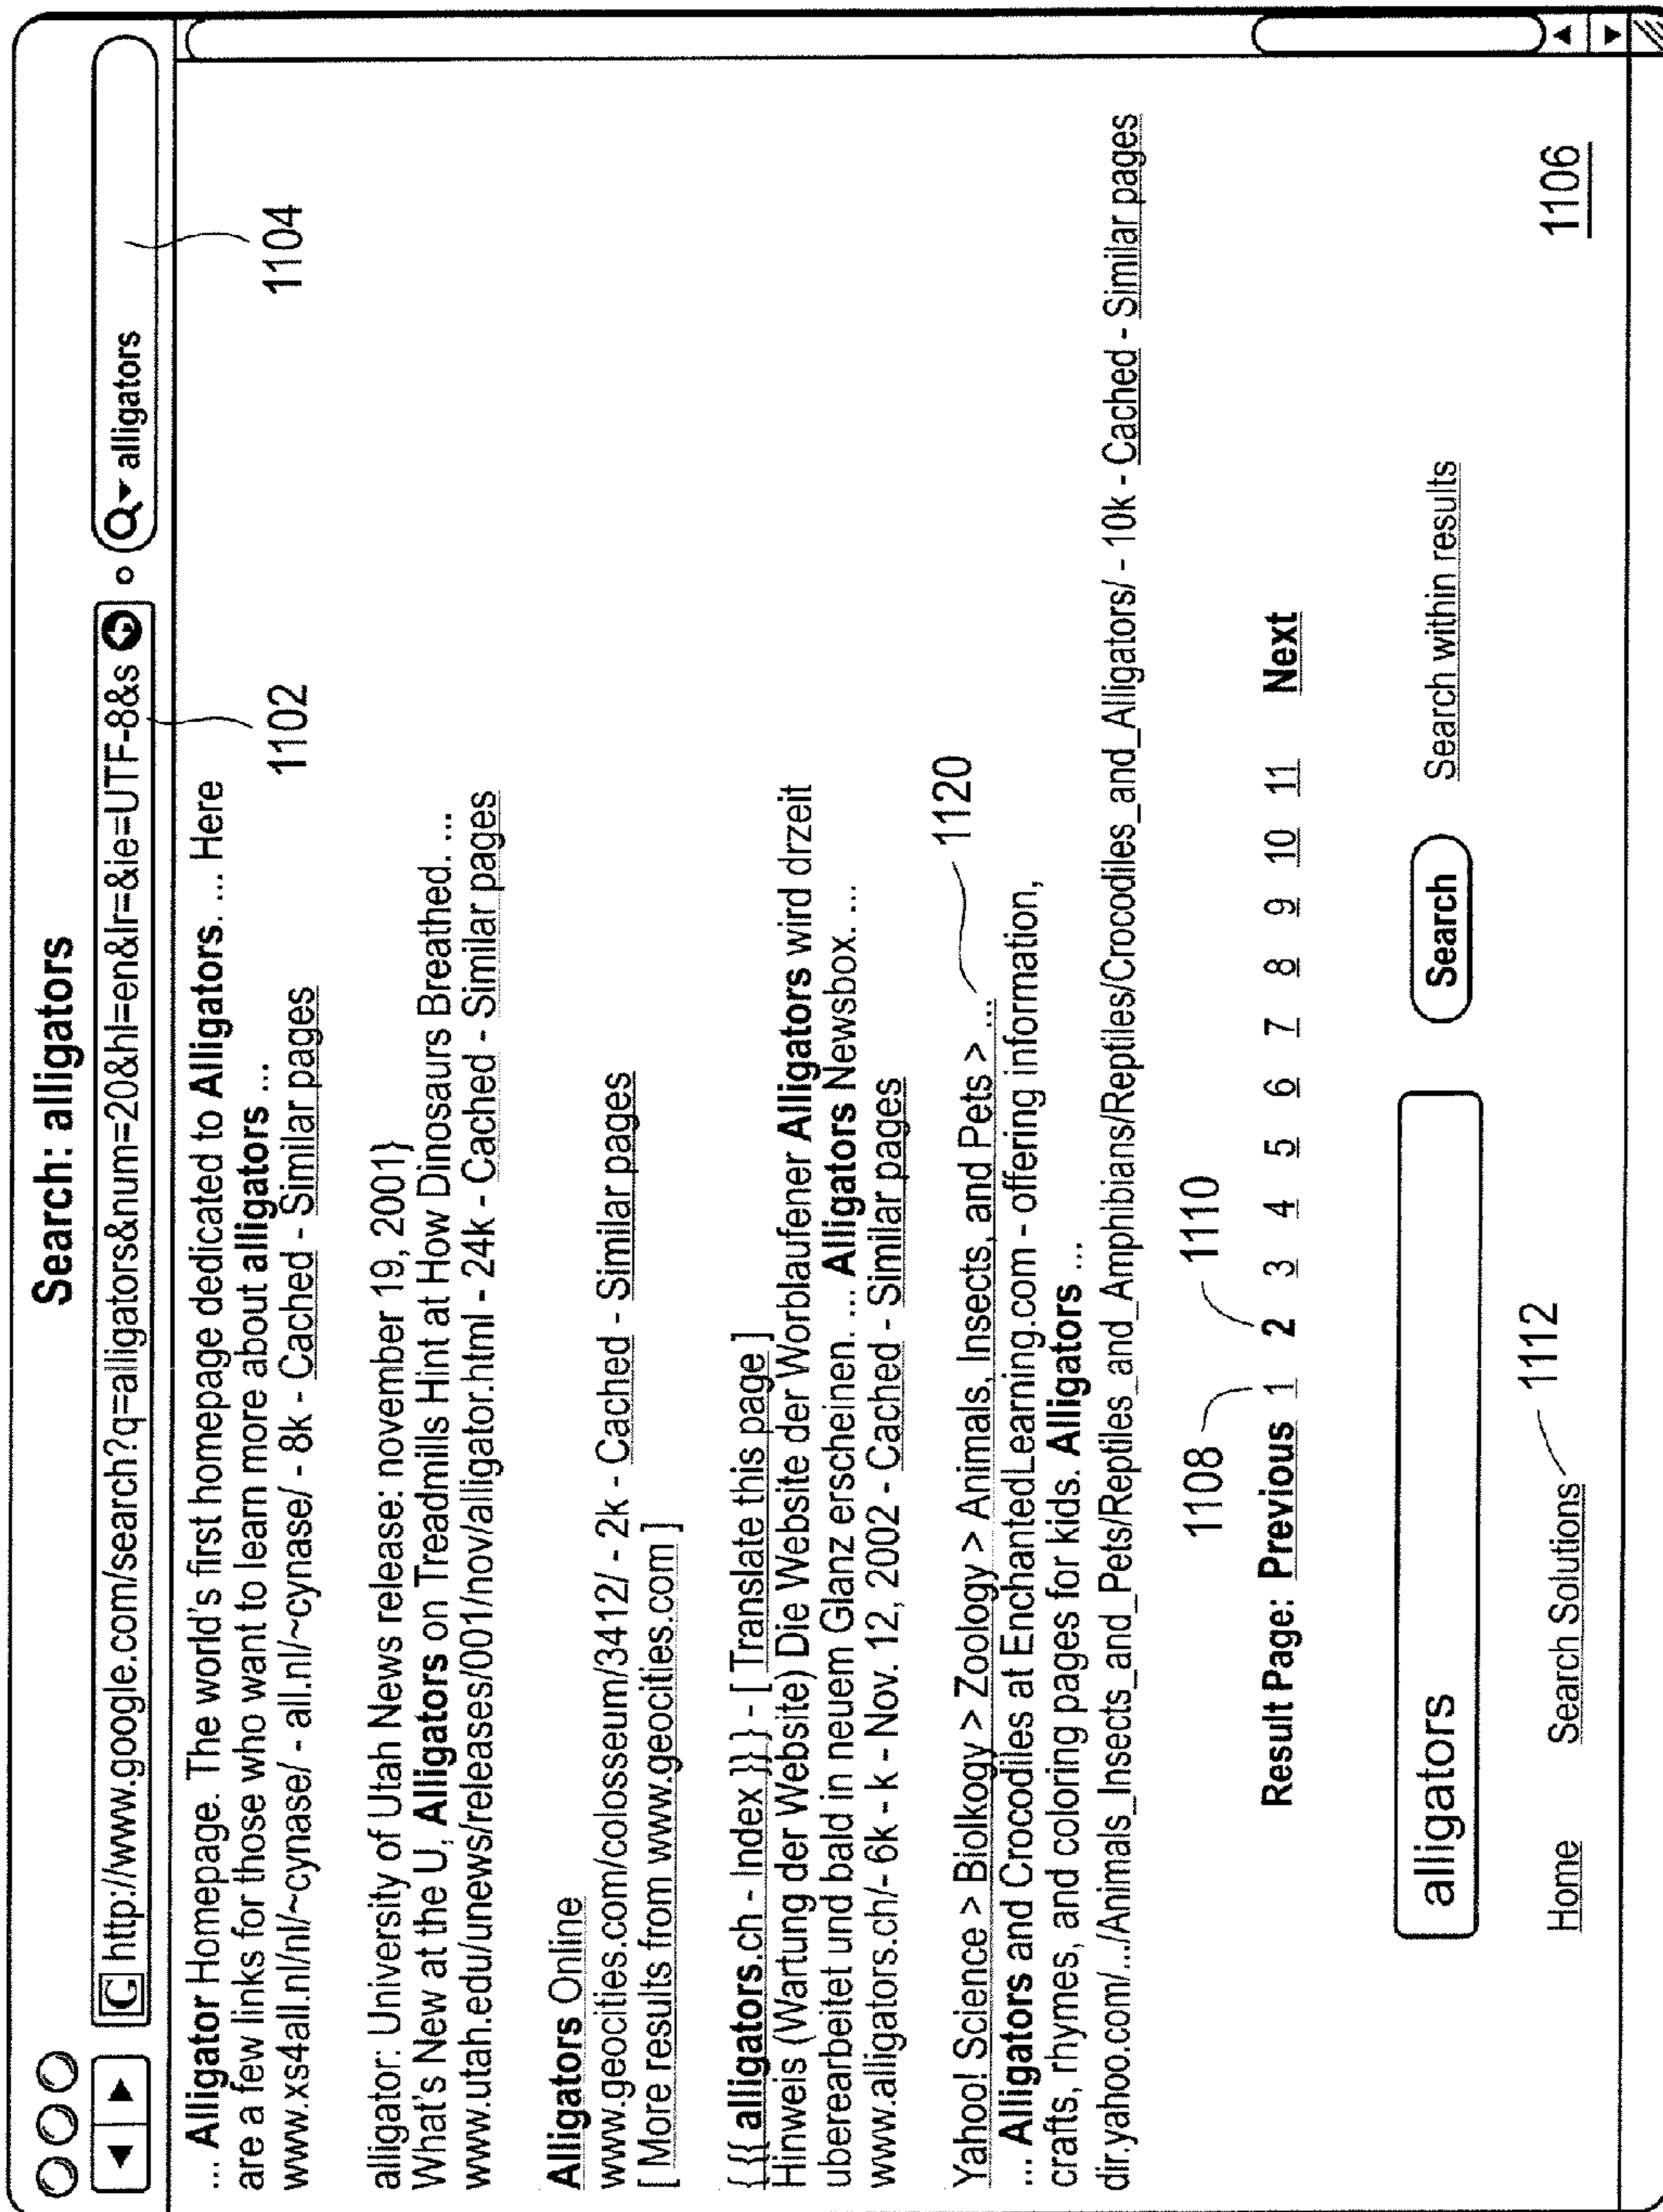 Search: alligators
G http://www.google.com/search?q=alligators&num=20&hl=en&lr=&ie=UTF-8&s
alligators
1102
1104
... Alligator Homepage. The world's first homepage dedicated to Alligators. ... Here
are a few links for those who want to learn more about alligators ...
www.xs4all.nl/nl/~cynase/ - all.nl/~cynase/ - 8k - Cached - Similar pages
alligator: University of Utah News release: november 19, 2001}
What's New at the U, Alligators on Treadmills Hint at How Dinosaurs Breathed. ...
www.utah.edu/unews/releases/001/nov/alligator.html - 24k - Cached - Similar pages
Alligators Online
www.geocities.com/colosseum/3412/ - 2k - Cached - Similar pages
[ More results from www.geocities.com ]
{ {{ alligators.ch - Index }} } - [ Translate this page ]
Hinweis (Wartung der Website) Die Website der Worblaufener Alligators wird drzeit
uberearbeitet und bald in neuem Glanz erscheinen. ... Alligators Newsbox. ...
www.alligators.ch/- 6k - k - Nov. 12, 2002 - Cached - Similar pages
1120
Yahoo! Science > Biolkogy > Zoology > Animals, Insects, and Pets > ...
... Alligators and Crocodiles at EnchantedLearning.com - offering information,
crafts, rhymes, and coloring pages for kids. Alligators ...
dir.yahoo.com/.../Animals_Insects_and_Pets/Reptiles_and_Amphibians/Reptiles/Crocodiles_and_Alligators/ - 10k - Cached - Similar pages
1108 1110
Result Page: Previous 1 2 3 4 5 6 7 8 9 10 11 Next
alligators Search Search within results
1112
Home Search Solutions
1106